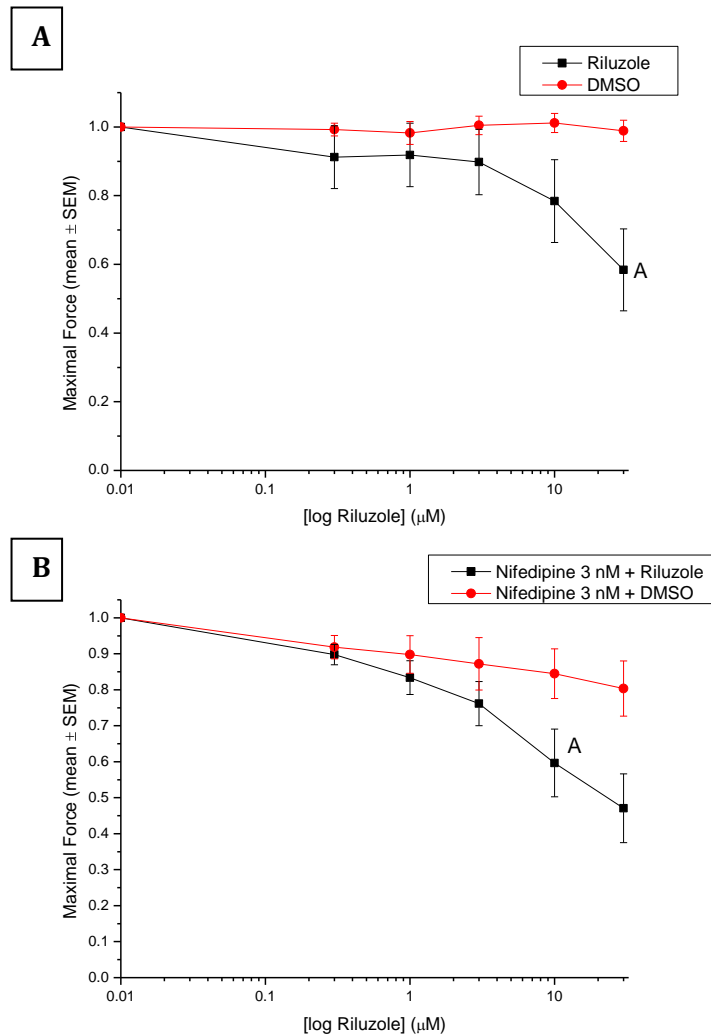 A
Riluzole
DMSO
1.0
0.8
0.6
0.4
0.2
0.0
A
Maximal Force (mean ± SEM)
0.01
0.1
1
10
[log Riluzole] (μM)
B
Nifedipine 3 nM + Riluzole
Nifedipine 3 nM + DMSO
1.0
0.9
0.8
0.7
0.6
0.5
0.4
0.3
0.2
0.1
0.0
A
Maximal Force (mean ± SEM)
0.01
0.1
1
10
[log Riluzole] (μM)